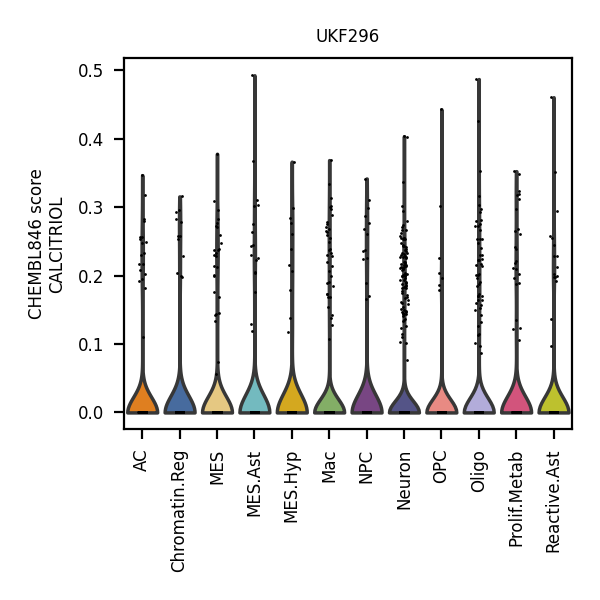 UKF296
CHEMBL846 score
CALCITRIOL
0.5
0.4
0.3
0.2
0.1
0.0
AC
Chromatin.Reg
MES
MES.Ast
MES.Hyp
Mac
NPC
Neuron
OPC
Oligo
Prolif.Metab
Reactive.Ast